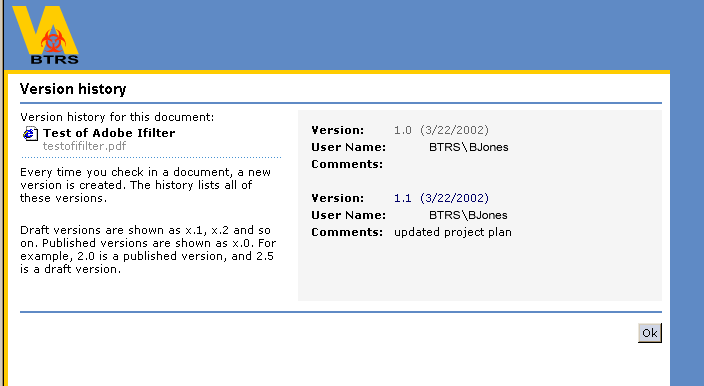 VA
BTRS
Version history
Version history for this document:
Test of Adobe Ifilter
testofifilter.pdf
Every time you check in a document, a new
version is created. The history lists all of
these versions.
Draft versions are shown as x.1, x.2 and so
on. Published versions are shown as x.0. For
example, 2.0 is a published version, and 2.5
is a draft version.
Version: 1.0 (3/22/2002)
User Name: BTRS\BJones
Comments:
Version: 1.1 (3/22/2002)
User Name: BTRS\BJones
Comments: updated project plan
Ok